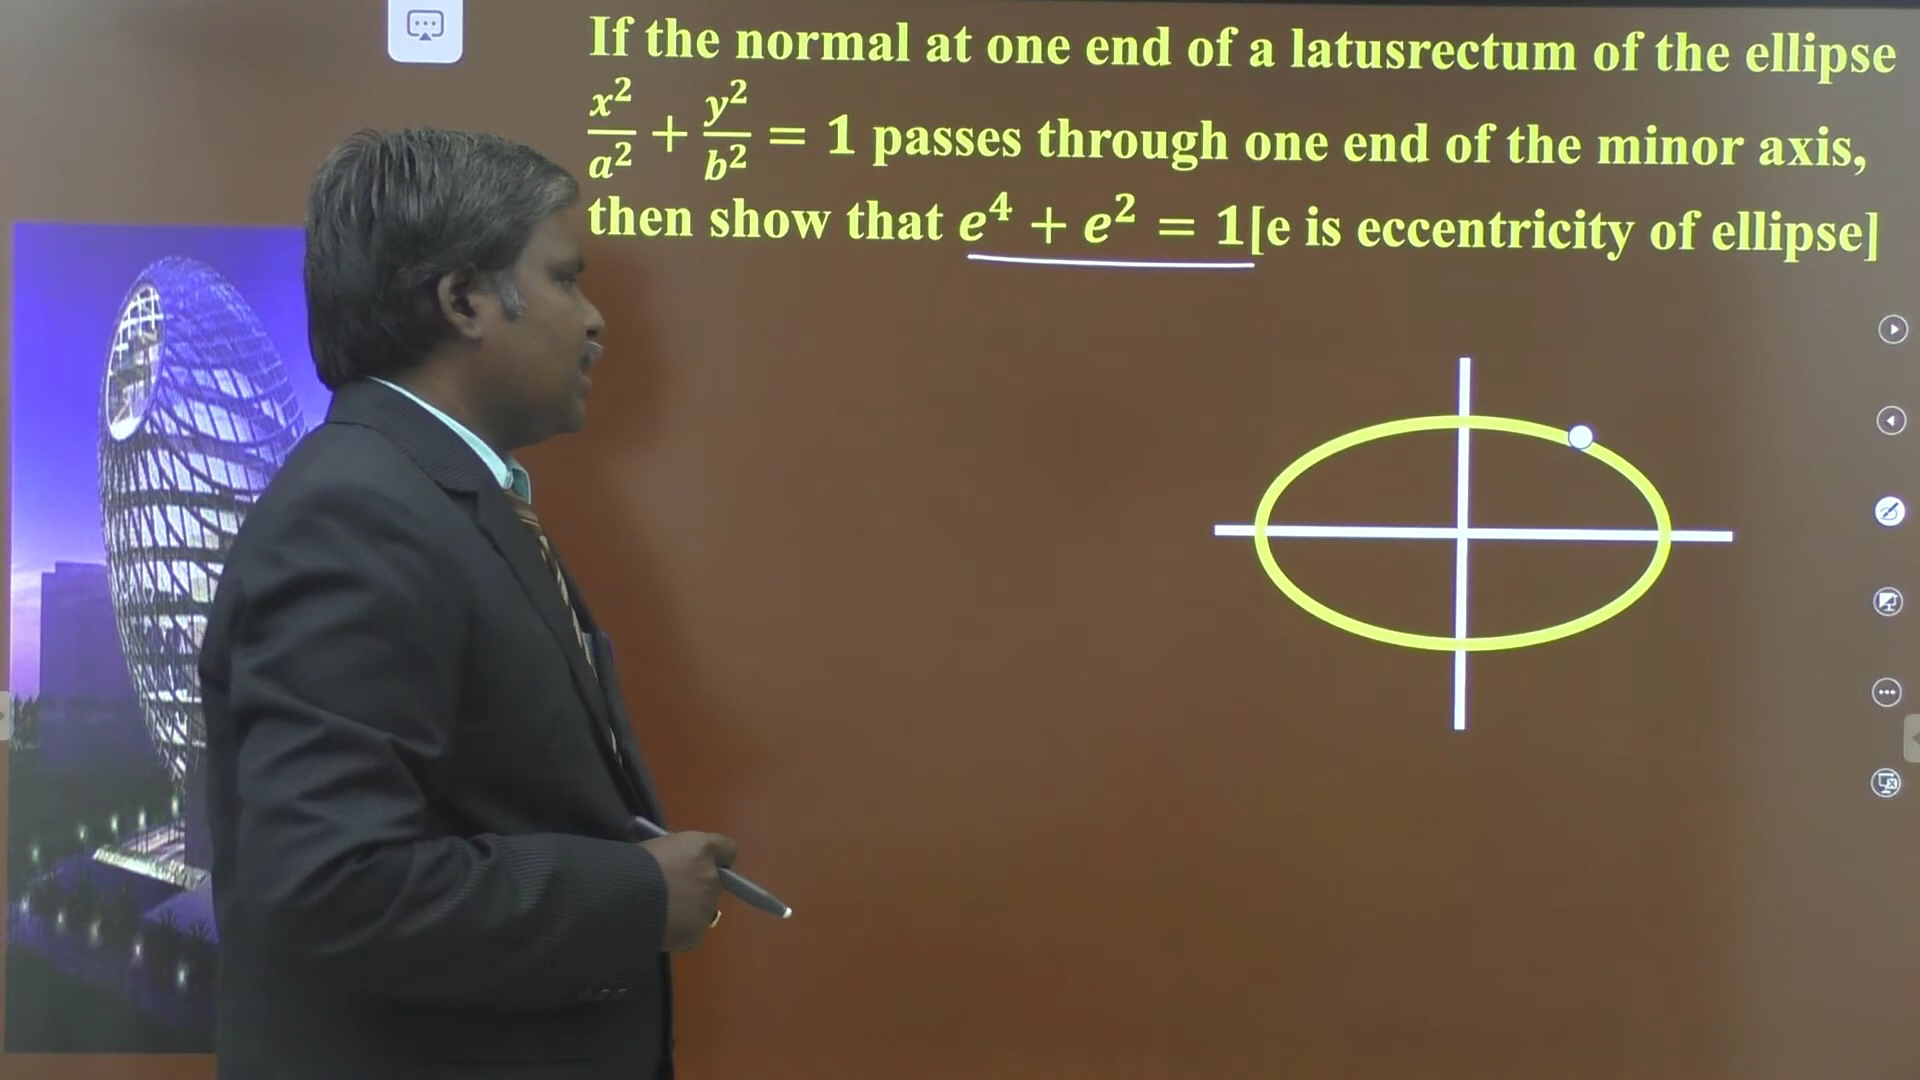 If the normal at one end of a latusrectum of the ellipse
x²/a² + y²/b² = 1 passes through one end of the minor axis,
then show that e⁴ + e² = 1[e is eccentricity of ellipse]